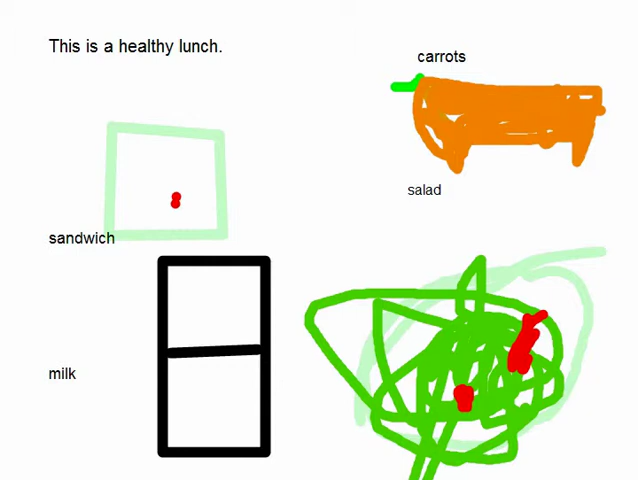 This is a healthy lunch.
carrots
salad
sandwich
milk